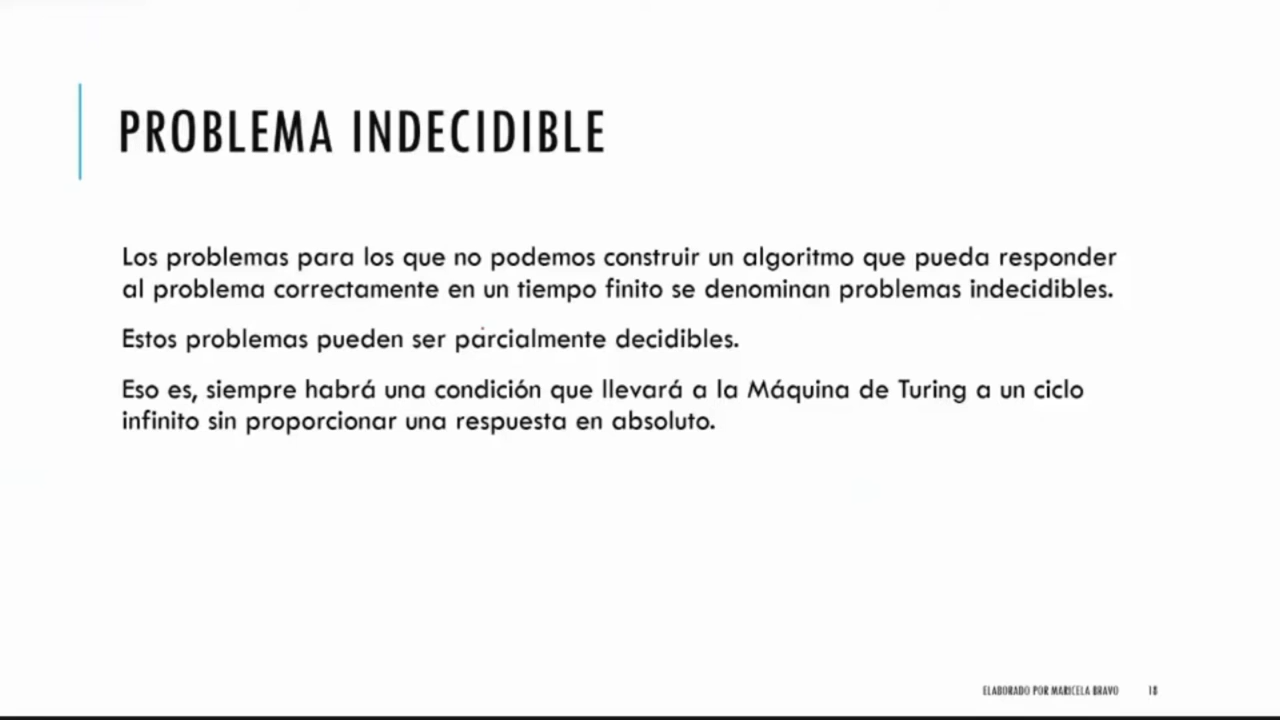 PROBLEMA INDECIDIBLE
Los problemas para los que no podemos construir un algoritmo que pueda responder
al problema correctamente en un tiempo finito se denominan problemas indecidibles.
Estos problemas pueden ser parcialmente decidibles.
Eso es, siempre habrá una condición que llevará a la Máquina de Turing a un ciclo
infinito sin proporcionar una respuesta en absoluto.
ELABORADO POR MARICELA BRAVO 18